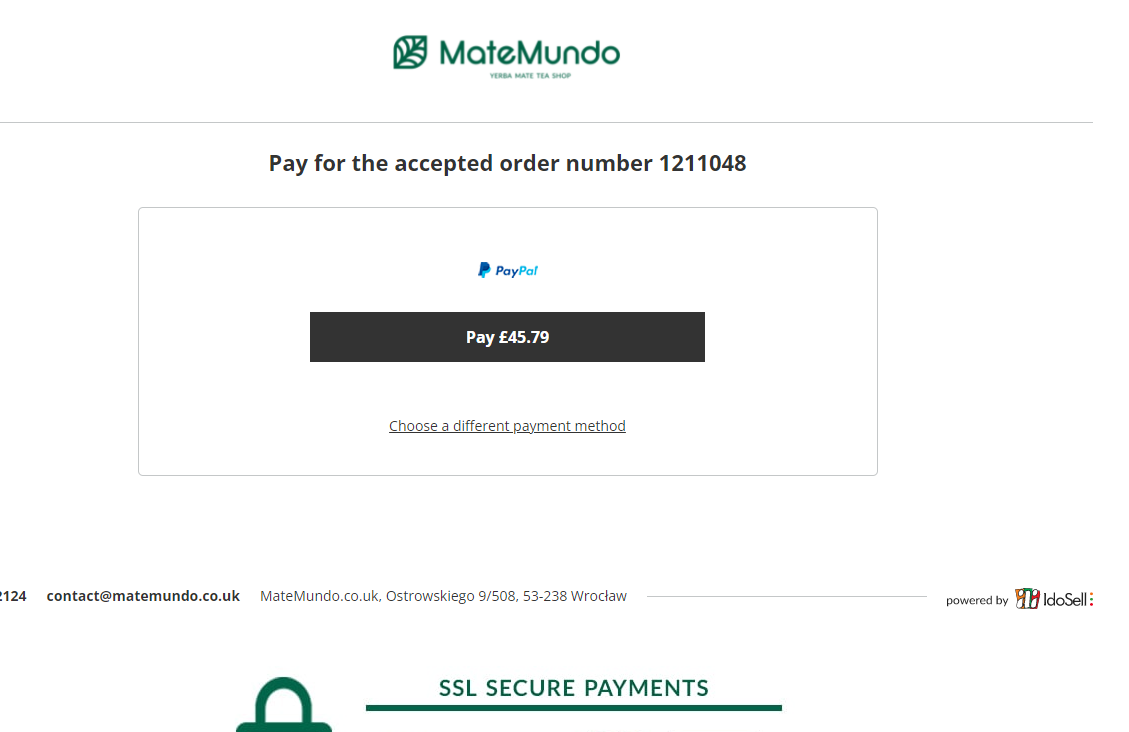 MateMundo
YERBA MATE TEA SHOP
Pay for the accepted order number 1211048
PayPal
Pay £45.79
Choose a different payment method
2124 contact@matemundo.co.uk MateMundo.co.uk, Ostrowskiego 9/508, 53-238 Wrocław powered by IdoSell
SSL SECURE PAYMENTS